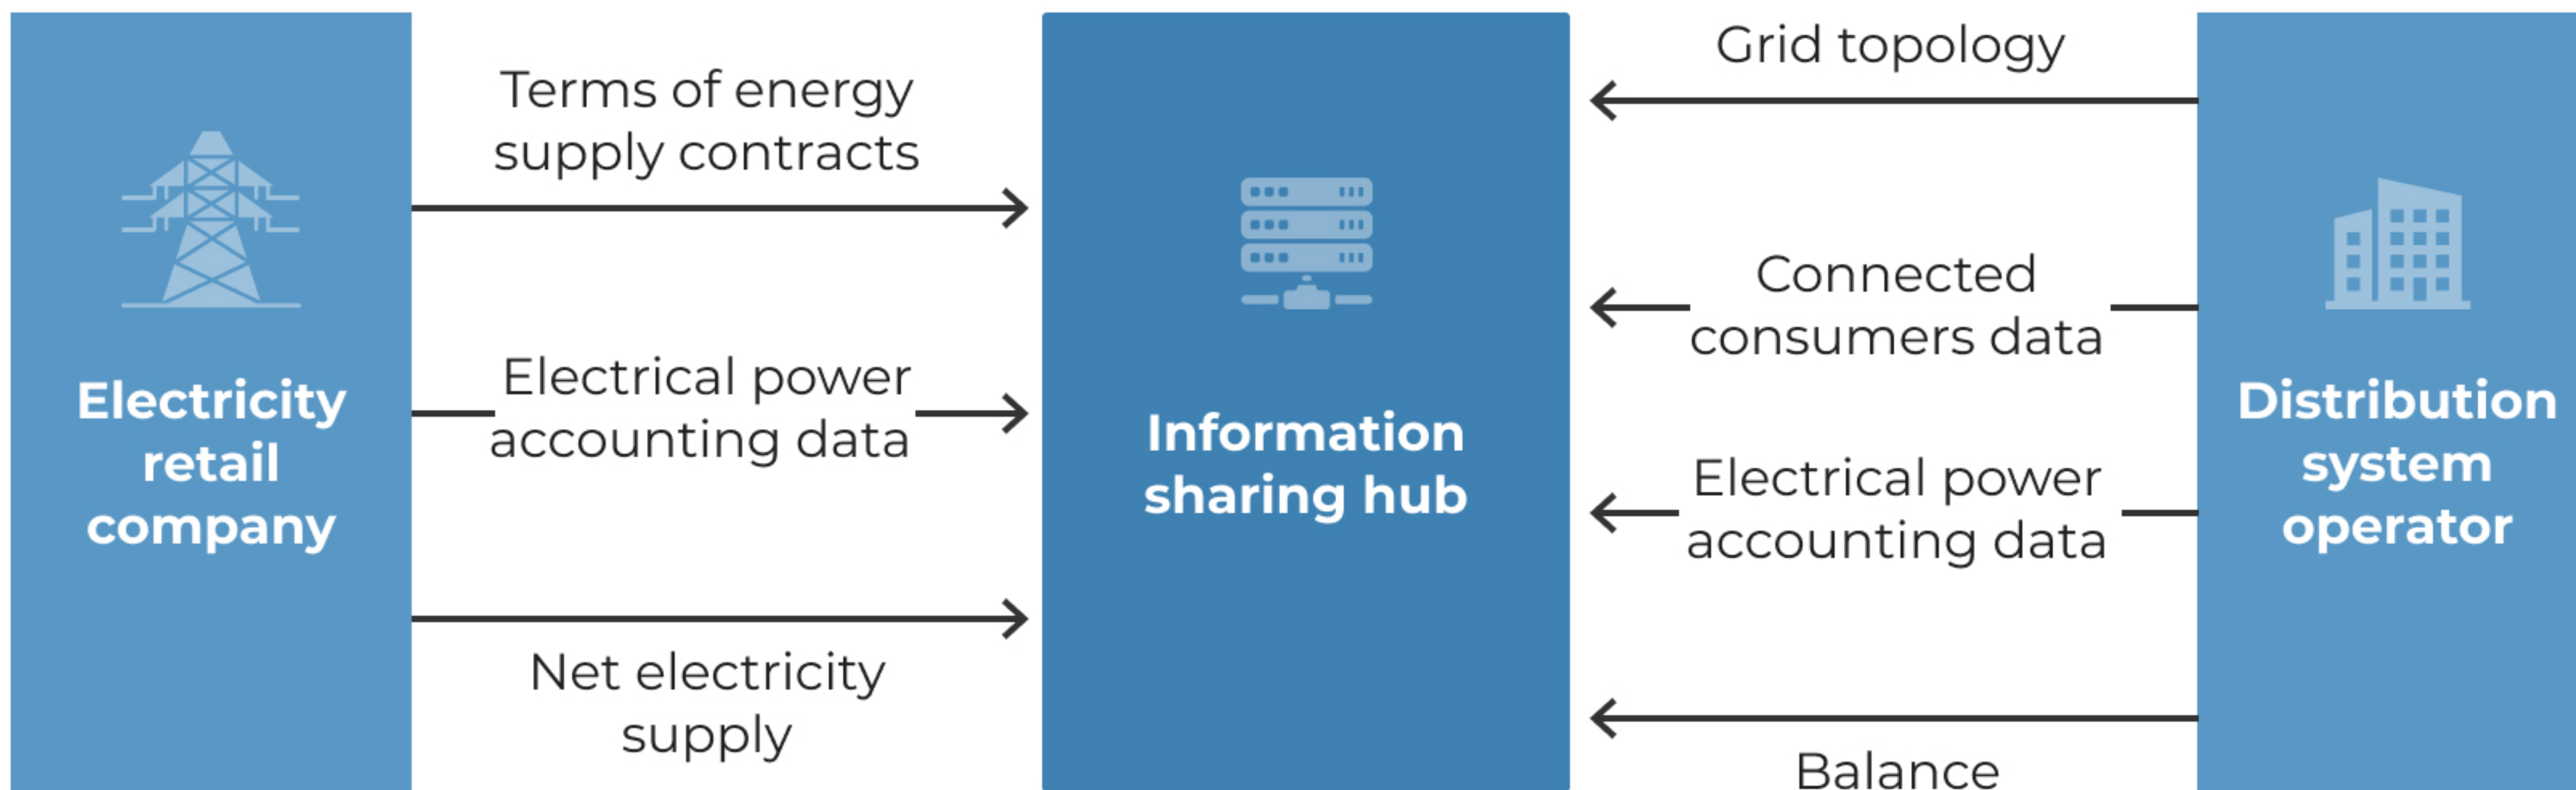 Electricity
retail
company
Terms of energy
supply contracts
Electrical power
accounting data
Net electricity
supply
Information
sharing hub
Grid topology
Connected
consumers data
Electrical power
accounting data
Balance
Distribution
system
operator